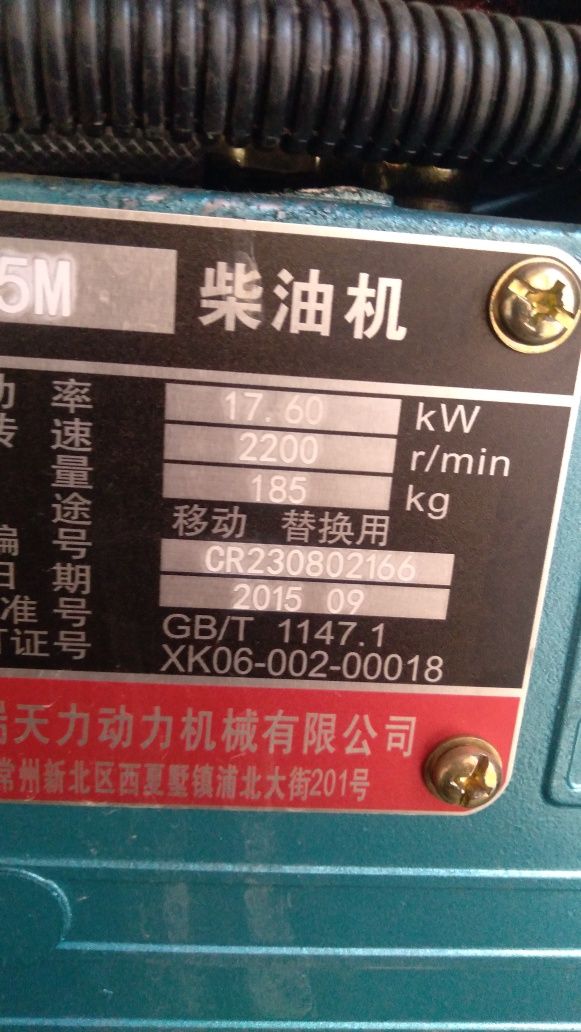 5M 柴油机
率 17.60 kW
速 2200 r/min
量 185 kg
途 移动 替换用
编号 CR230802166
日期 2015 09
准号 GB/T 1147.1
可证号 XK06-002-00018
天力动力机械有限公司
常州新北区西夏墅镇浦北大街201号